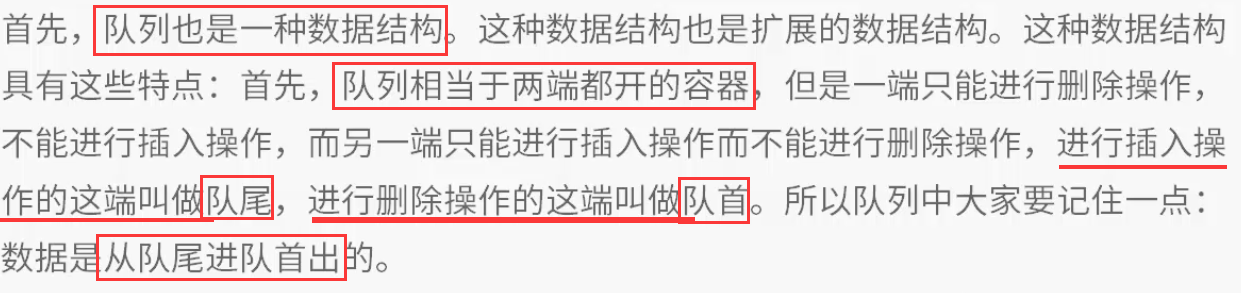 首先，队列也是一种数据结构。这种数据结构也是扩展的数据结构。这种数据结构
具有这些特点：首先，队列相当于两端都开的容器，但是一端只能进行删除操作，
不能进行插入操作，而另一端只能进行插入操作而不能进行删除操作，进行插入操
作的这端叫做队尾，进行删除操作的这端叫做队首。所以队列中大家要记住一点：
数据是从队尾进队首出的。